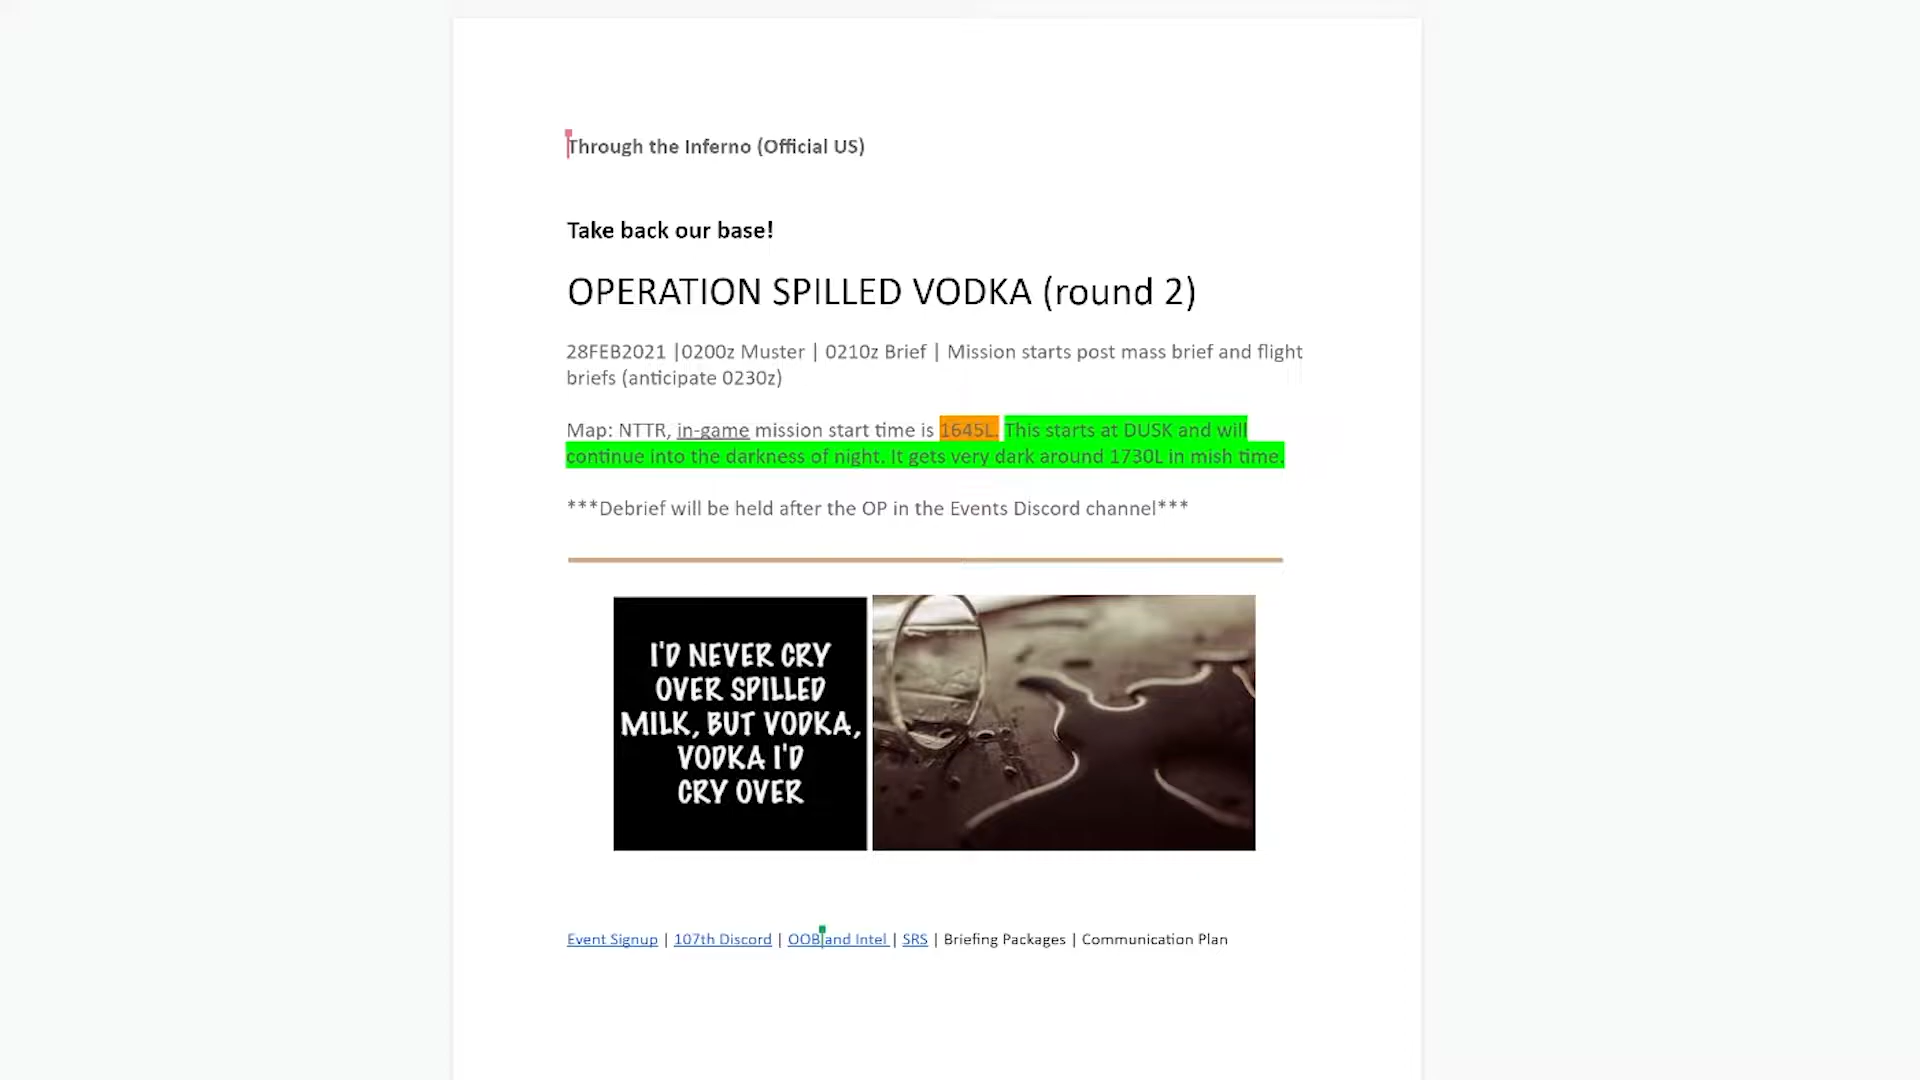 Through the Inferno (Official US)
Take back our base!
OPERATION SPILLED VODKA (round 2)
28FEB2021 |0200z Muster | 0210z Brief | Mission starts post mass brief and flight
briefs (anticipate 0230z)
Map: NTTR, in-game mission start time is 1645L. This starts at DUSK and will
continue into the darkness of night. It gets very dark around 1730L in mish time.
***Debrief will be held after the OP in the Events Discord channel***
I'D NEVER CRY
OVER SPILLED
MILK, BUT VODKA,
VODKA I'D
CRY OVER
Event Signup | 107th Discord | OOB and Intel | SRS | Briefing Packages | Communication Plan